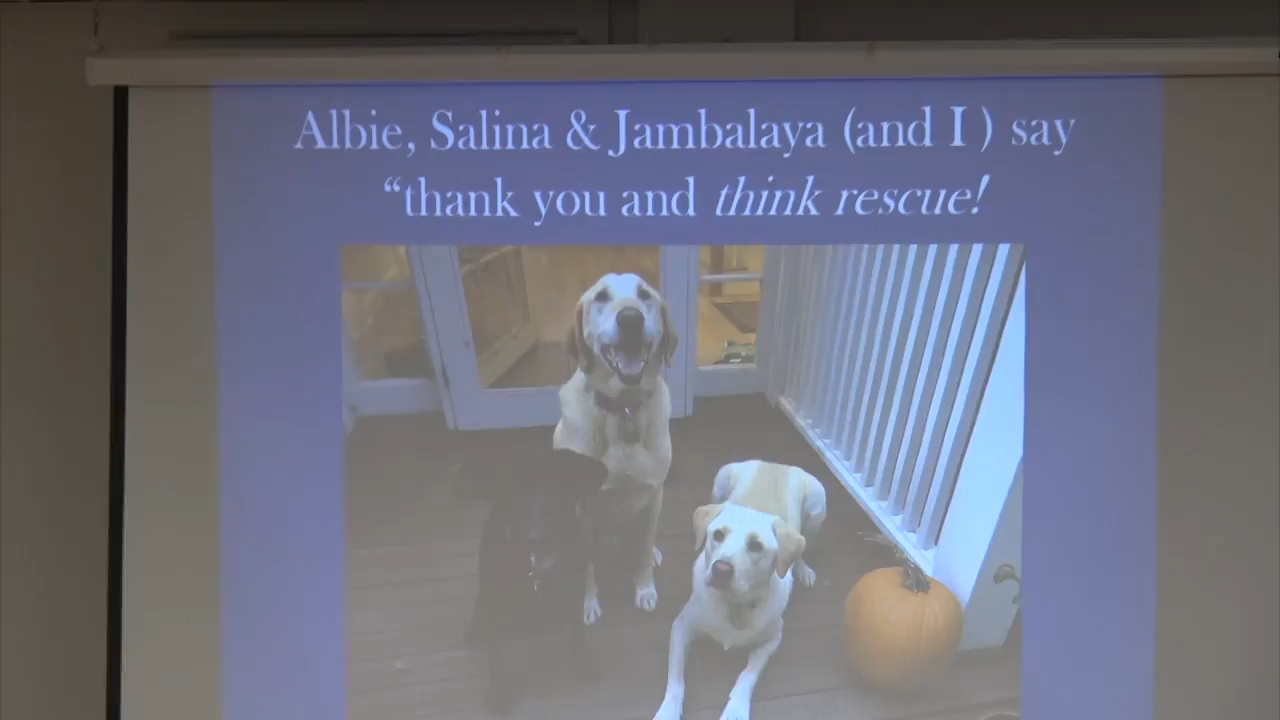 Albie, Salina & Jambalaya (and I ) say
“thank you and think rescue!